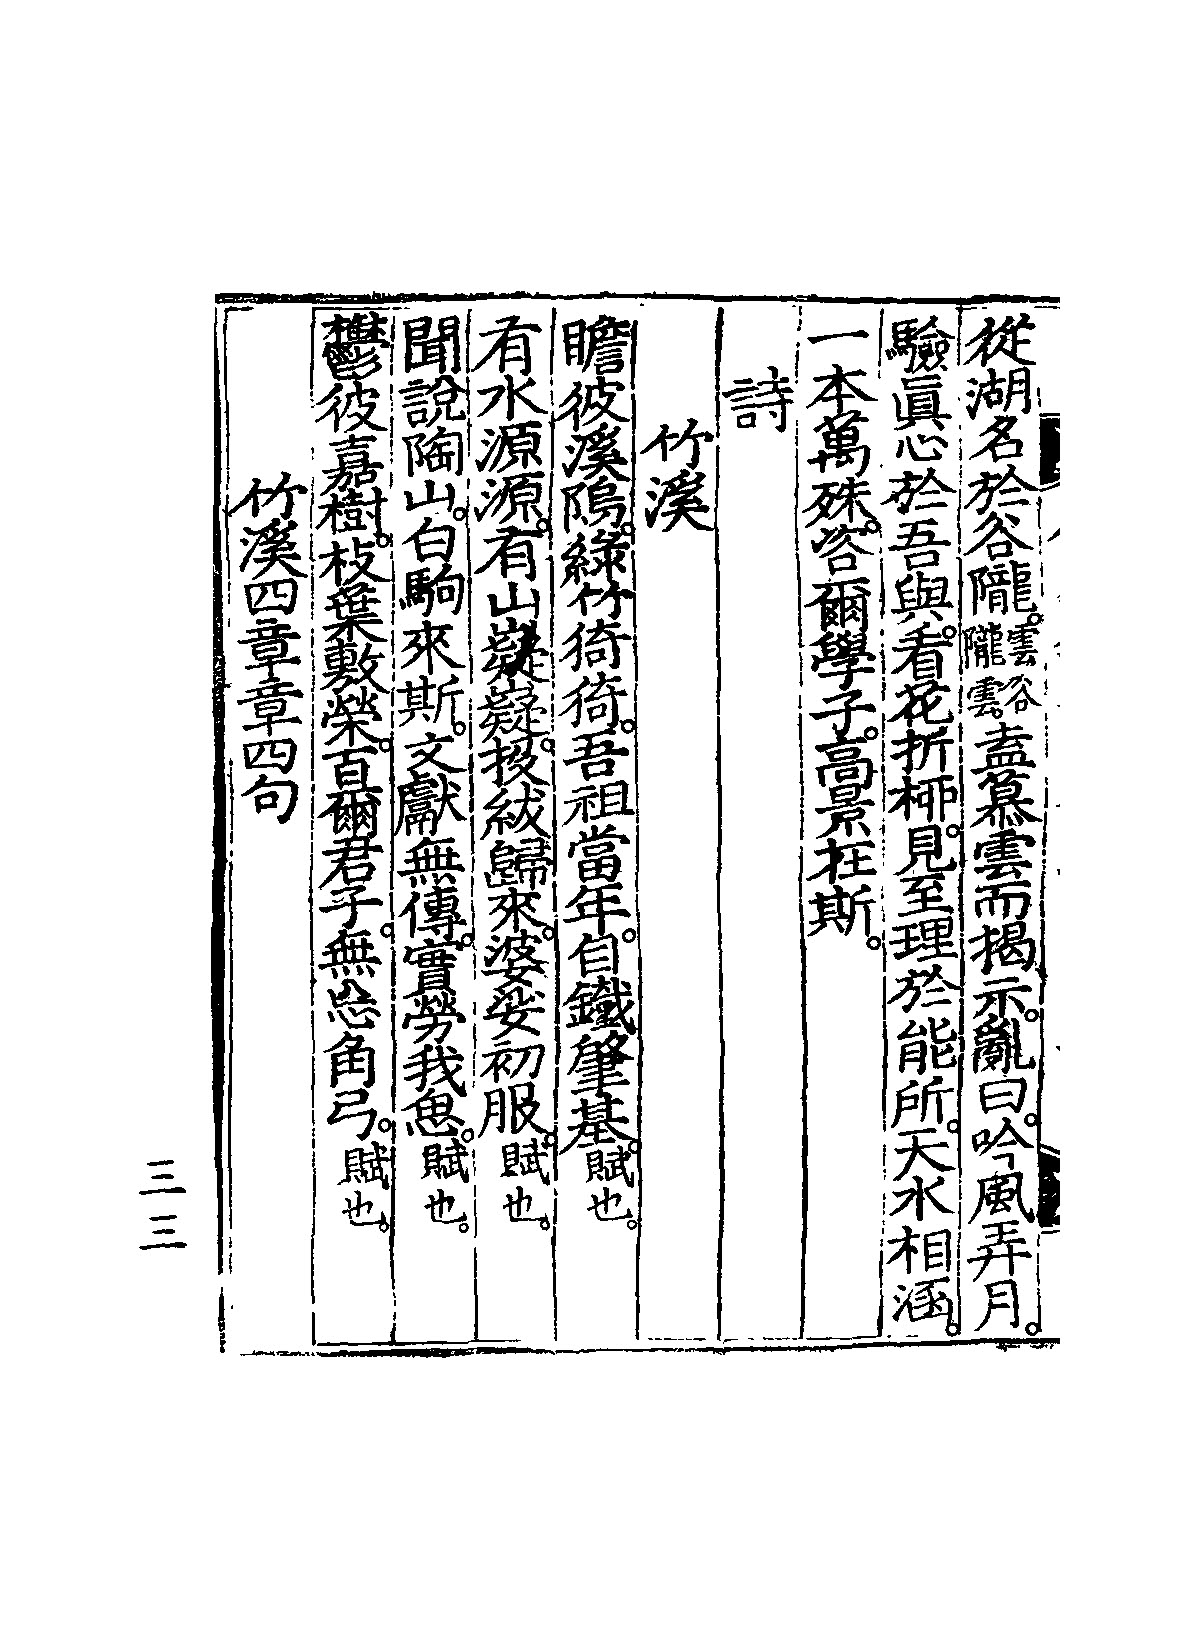 從湖名於谷隴。雲谷隴雲。盍篡雲而揭示。亂曰。吟風弄月。
驗眞心於吾與。看花折柳。見至理於能所。天水相涵。
一本萬殊。咨爾學子。高景在斯。
詩
竹溪
瞻彼溪隖。綠竹猗猗。吾祖當年。自鐵肇基。賦也。
有水源源。有山嶷嶷。投紱歸來。婆娑初服。賦也。
聞說陶山。白駒來斯。文獻無傳。實勞我思。賦也。
鬱彼嘉樹。枝葉敷榮。百爾君子。無忘角弓。賦也。
竹溪四章章四句
三三